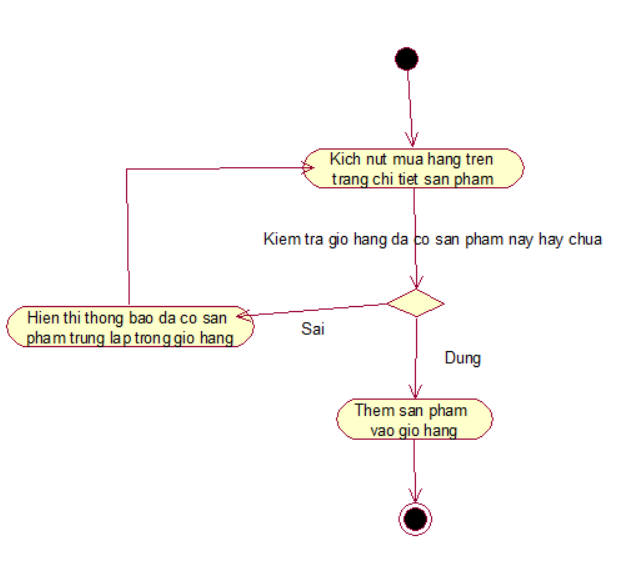 Kich nut mua hang tren
trang chi tiet san pham
Kiem tra gio hang da co san pham nay hay chua
Hien thi thong bao da co san
pham trung lap trong gio hang
Sai
Dung
Them san pham
vao gio hang